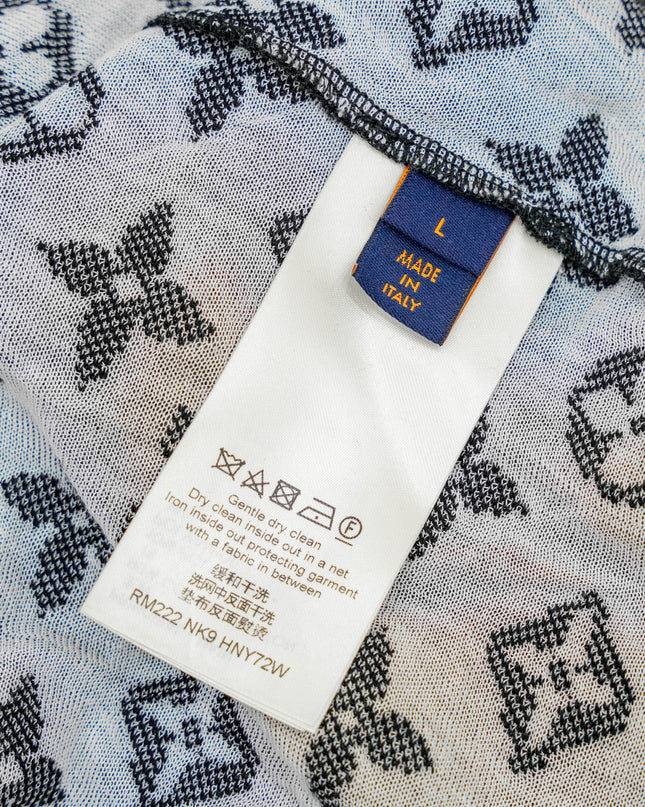 L
MADE
IN
ITALY
F
Gentle dry clean
Dry clean inside out in a net
Iron inside out protecting garment
with a fabric in between
缓和干洗
洗网中反面干洗
垫布反面熨烫
RM222 NK9 HNY72W